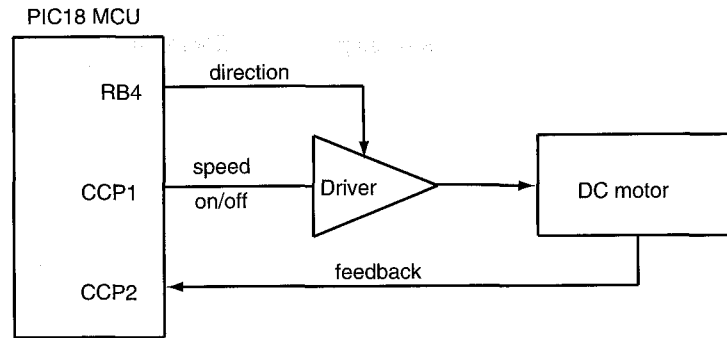 PIC18 MCU
direction
RB4
speed
Driver
CCP1
on/off
DC motor
feedback
CCP2